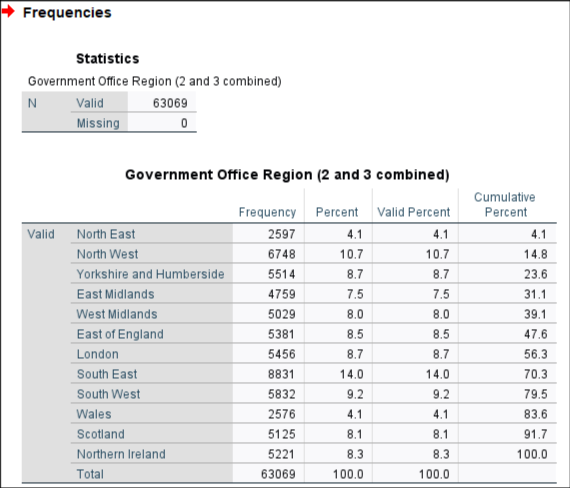 Frequencies
Statistics
Government Office Region (2 and 3 combined)
N Valid 63069
Missing 0
Government Office Region (2 and 3 combined)
Frequency Percent Valid Percent Cumulative Percent
Valid North East 2597 4.1 4.1 4.1
North West 6748 10.7 10.7 14.8
Yorkshire and Humberside 5514 8.7 8.7 23.6
East Midlands 4759 7.5 7.5 31.1
West Midlands 5029 8.0 8.0 39.1
East of England 5381 8.5 8.5 47.6
London 5456 8.7 8.7 56.3
South East 8831 14.0 14.0 70.3
South West 5832 9.2 9.2 79.5
Wales 2576 4.1 4.1 83.6
Scotland 5125 8.1 8.1 91.7
Northern Ireland 5221 8.3 8.3 100.0
Total 63069 100.0 100.0